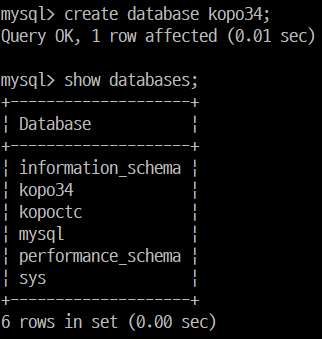 mysql> create database kopo34;
Query OK, 1 row affected (0.01 sec)
mysql> show databases;
+--------------------+
¦ Database           ¦
+--------------------+
¦ information_schema ¦
¦ kopo34             ¦
¦ kopoctc            ¦
¦ mysql              ¦
¦ performance_schema ¦
¦ sys                ¦
+--------------------+
6 rows in set (0.00 sec)